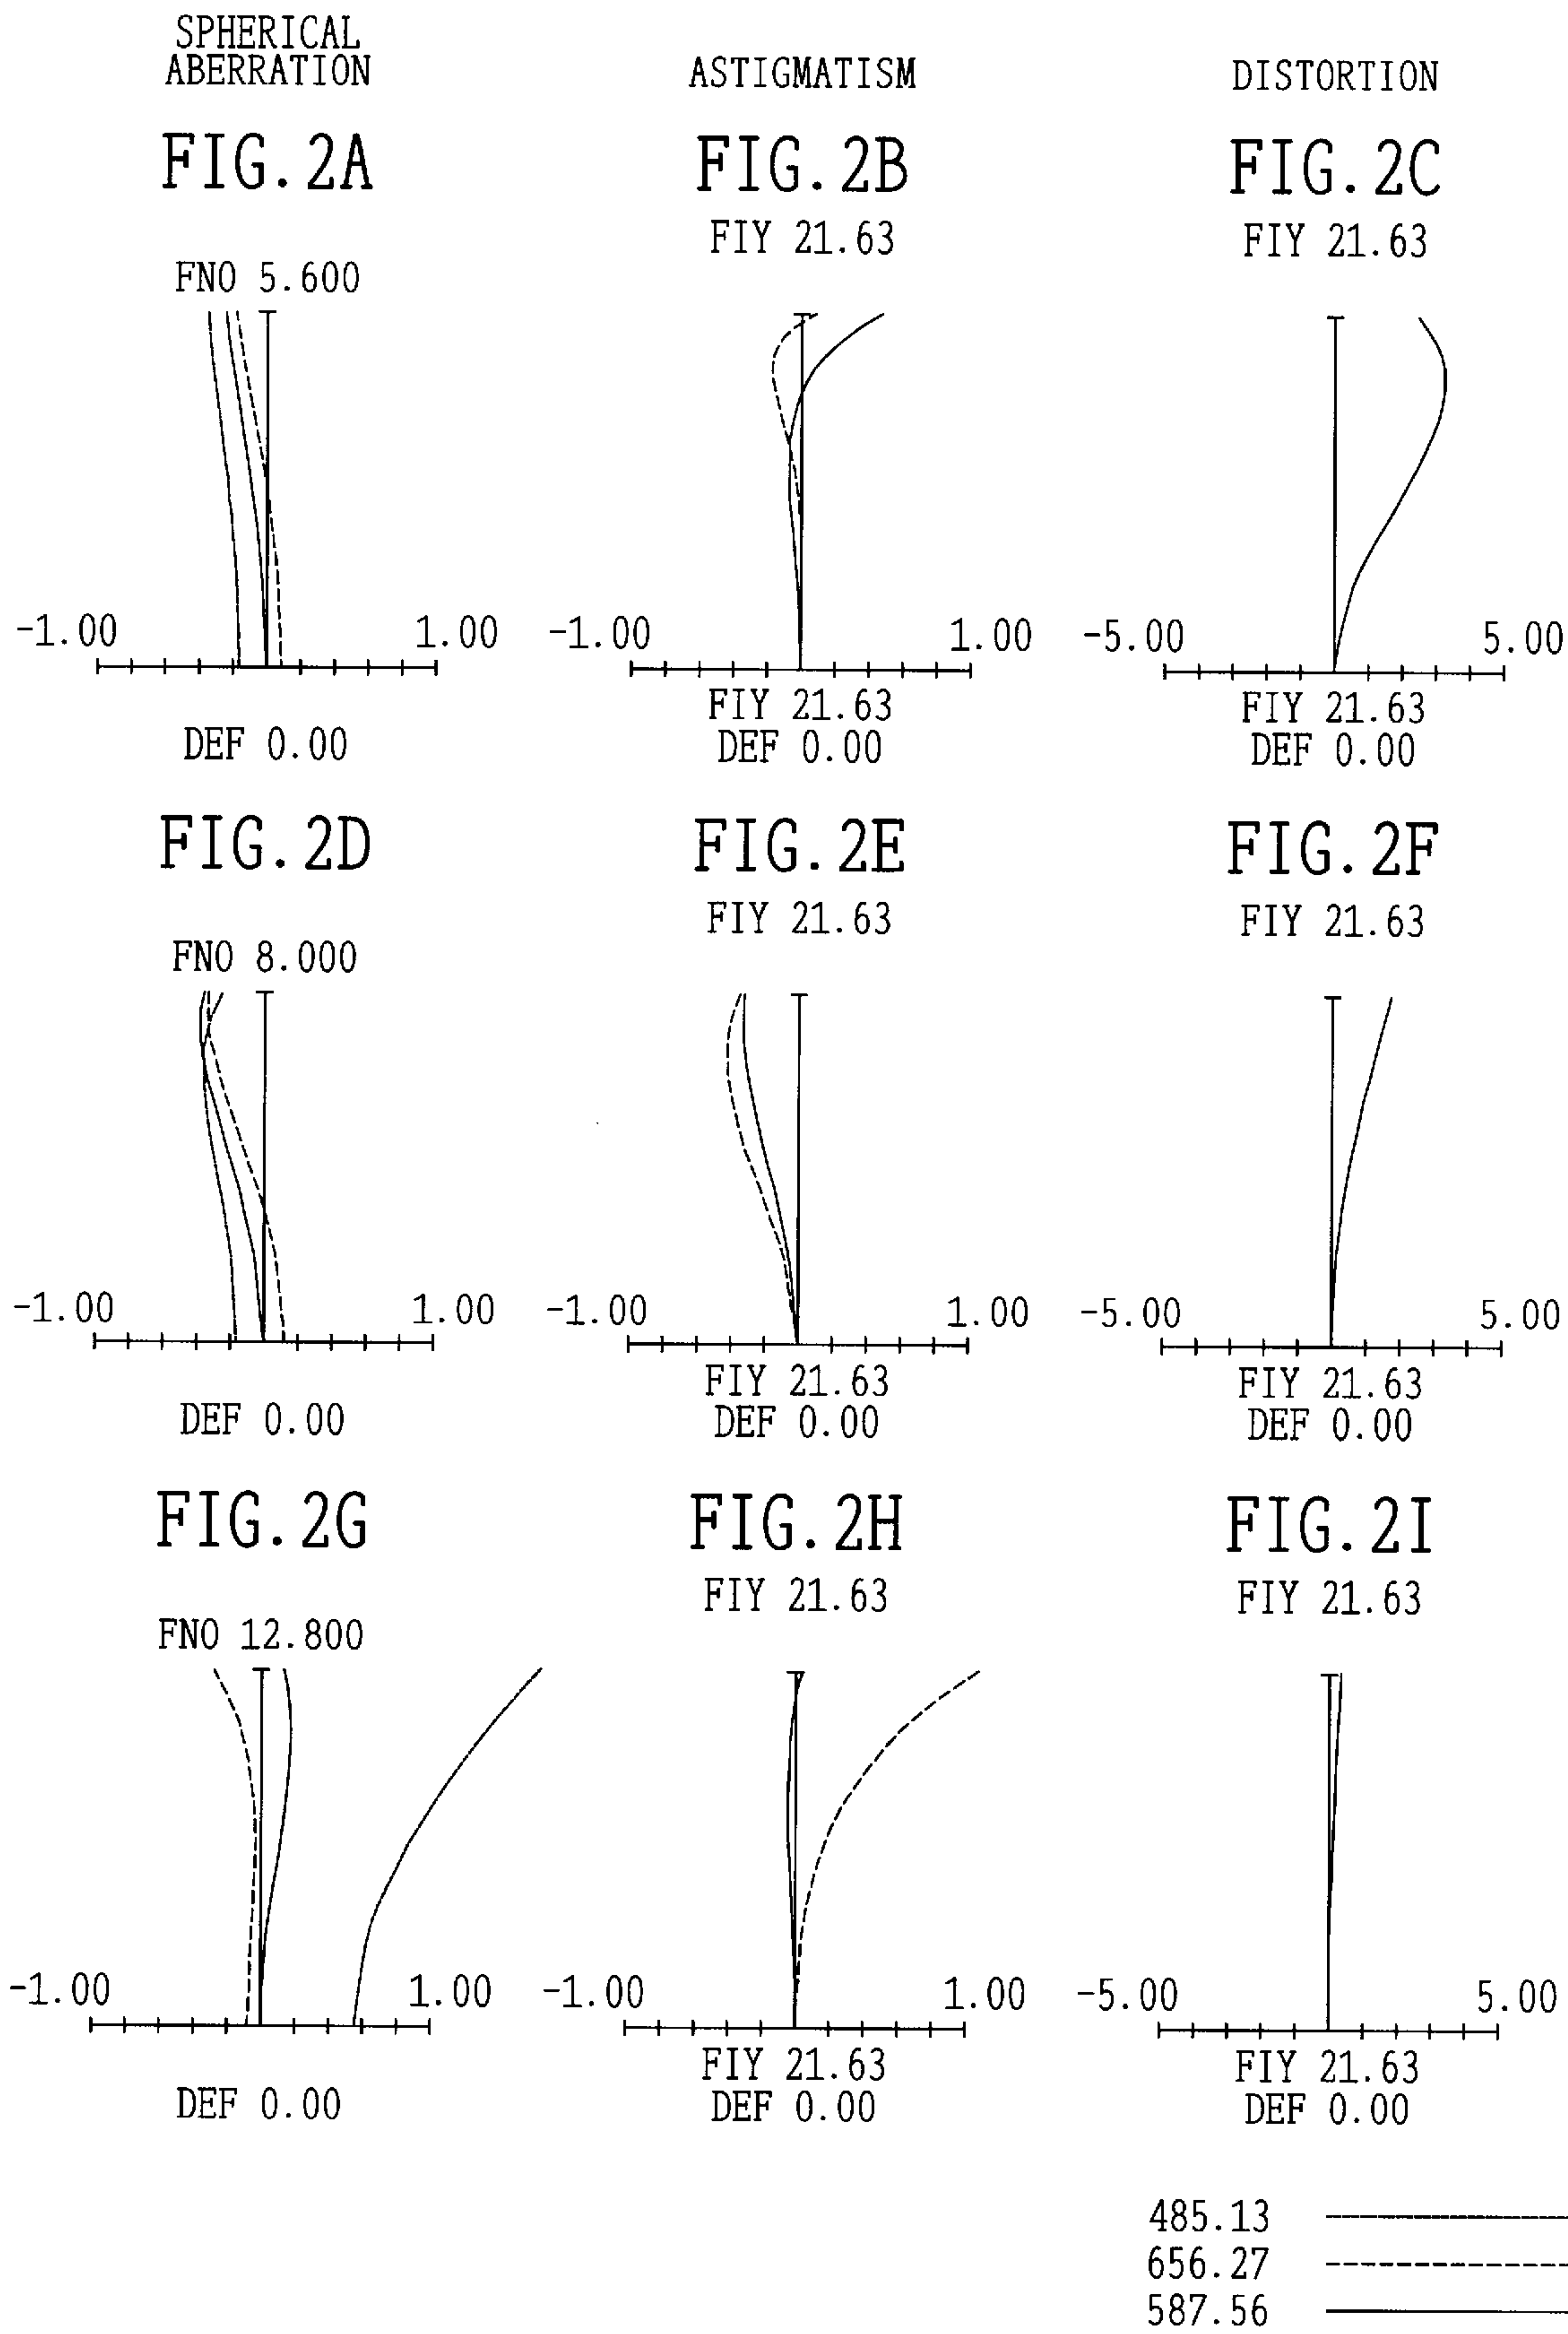 SPHERICAL
ABERRATION
ASTIGMATISM
DISTORTION
FIG.2A
FIG.2B
FIG.2C
FIY 21.63
FIY 21.63
FNO 5.600
-1.00
1.00
-1.00
1.00
-5.00
5.00
DEF 0.00
FIY 21.63
DEF 0.00
FIY 21.63
DEF 0.00
FIG.2D
FIG.2E
FIG.2F
FIY 21.63
FIY 21.63
FNO 8.000
-1.00
1.00
-1.00
1.00
-5.00
5.00
DEF 0.00
FIY 21.63
DEF 0.00
FIY 21.63
DEF 0.00
FIG.2G
FIG.2H
FIG.2I
FIY 21.63
FIY 21.63
FNO 12.800
-1.00
1.00
-1.00
1.00
-5.00
5.00
DEF 0.00
FIY 21.63
DEF 0.00
FIY 21.63
DEF 0.00
485.13
656.27
587.56